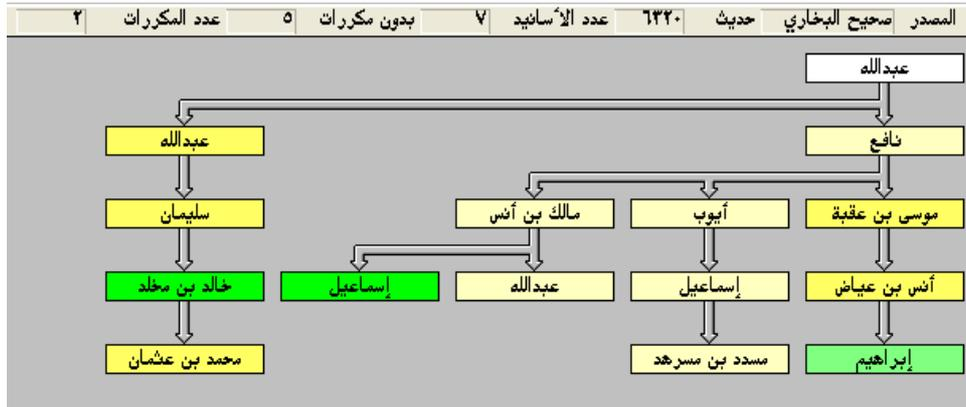 المصدر صحيح البخاري حديث ٦٣٢٠ عدد الأسانيد ٧ بدون مكررات ٥ عدد المكررات ٢
عبدالله
نافع عبدالله
موسى بن عقبة أيوب مالك بن أنس سليمان
أنس بن عياض إسماعيل عبدالله إسماعيل خالد بن مخلد
إبراهيم مسدد بن مسرهد محمد بن عثمان